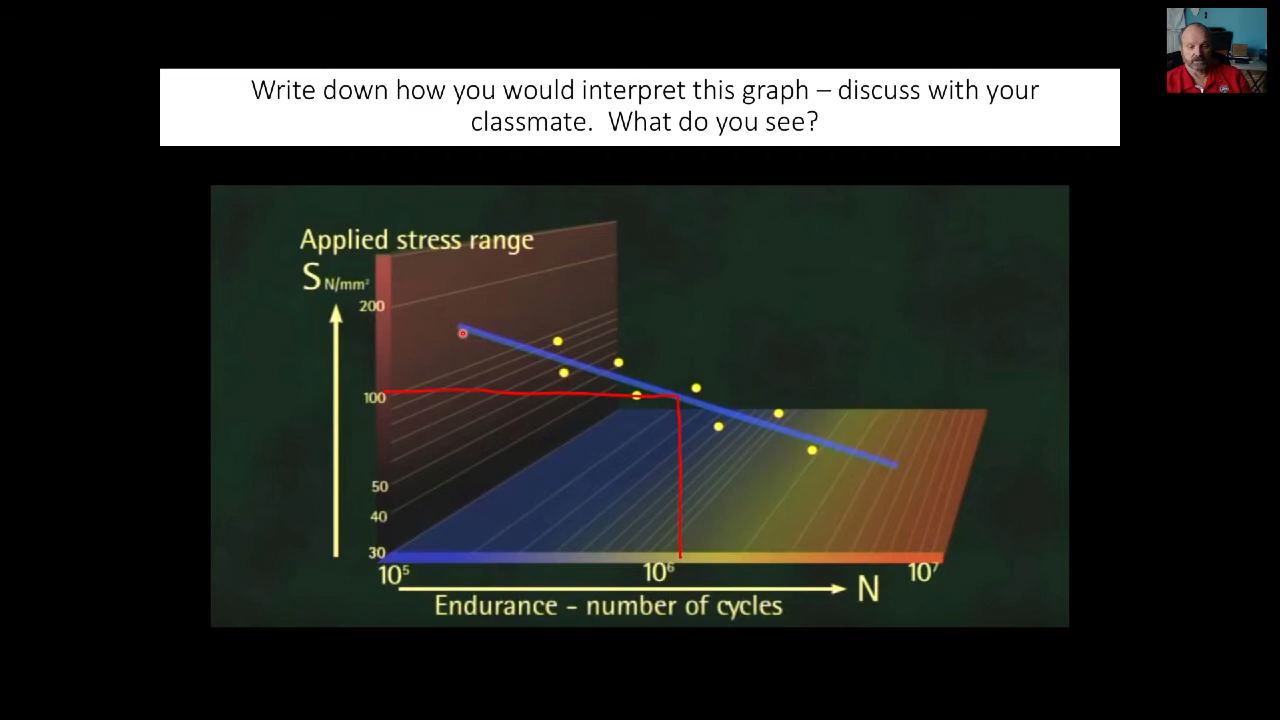 Write down how you would interpret this graph – discuss with your
classmate.  What do you see?
Applied stress range
S N/mm²
200
100
50
40
30
10⁵
10⁶
10⁷
N
Endurance - number of cycles